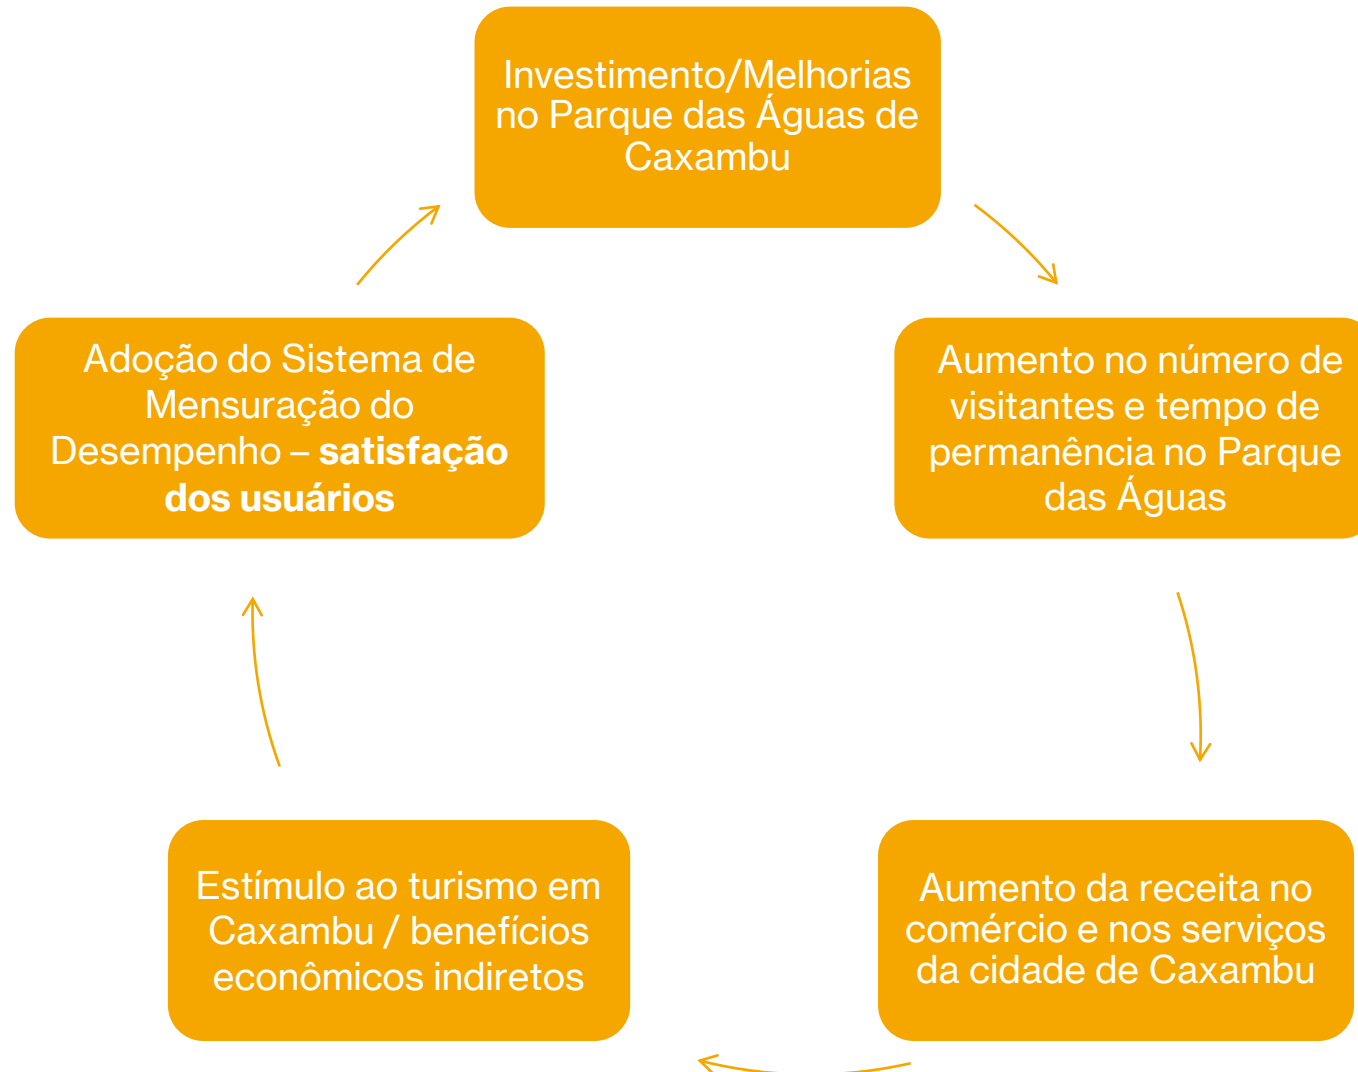 Investimento/Melhorias
no Parque das Águas de
Caxambu
Adoção do Sistema de
Mensuração do
Desempenho – satisfação
dos usuários
Aumento no número de
visitantes e tempo de
permanência no Parque
das Águas
Estímulo ao turismo em
Caxambu / benefícios
econômicos indiretos
Aumento da receita no
comércio e nos serviços
da cidade de Caxambu